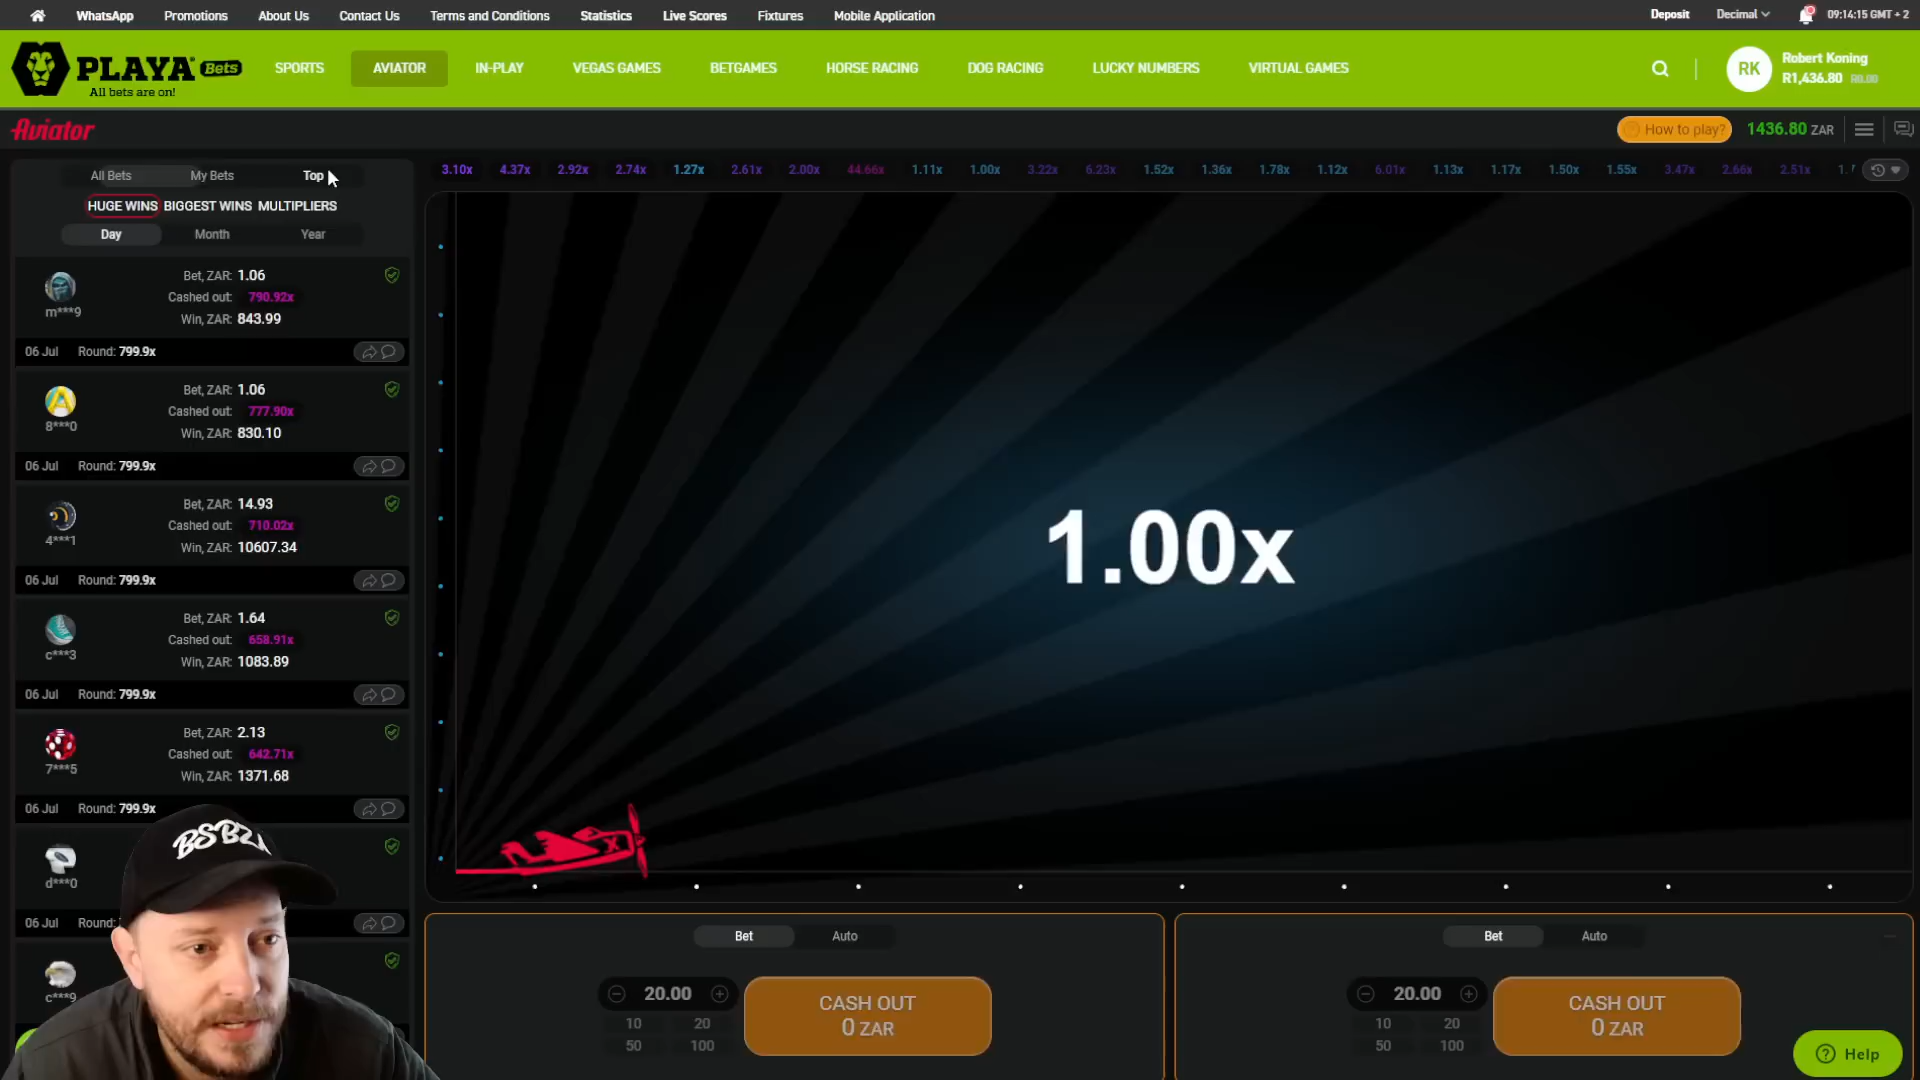 WhatsApp Promotions About Us Contact Us Terms and Conditions Statistics Live Scores Fixtures Mobile Application Deposit Decimal 09:14:15 GMT + 2
PLAYA Bets
All bets are on!
SPORTS AVIATOR IN-PLAY VEGAS GAMES BETGAMES HORSE RACING DOG RACING LUCKY NUMBERS VIRTUAL GAMES
RK
Robert Koning
R1,436.80 R0.00
Aviator
How to play?
1436.80 ZAR
All Bets My Bets Top
3.10x 4.37x 2.92x 2.74x 1.27x 2.61x 2.00x 44.66x 1.11x 1.00x 3.22x 6.23x 1.52x 1.36x 1.78x 1.12x 6.01x 1.13x 1.17x 1.50x 1.55x 3.47x 2.66x 2.51x
HUGE WINS BIGGEST WINS MULTIPLIERS
Day Month Year
Bet, ZAR: 1.06
Cashed out: 790.92x
m***9
Win, ZAR: 843.99
06 Jul Round: 799.9x
Bet, ZAR: 1.06
Cashed out: 777.90x
8***0
Win, ZAR: 830.10
06 Jul Round: 799.9x
Bet, ZAR: 14.93
Cashed out: 710.02x
4***1
Win, ZAR: 10607.34
06 Jul Round: 799.9x
Bet, ZAR: 1.64
Cashed out: 658.91x
c***3
Win, ZAR: 1083.89
06 Jul Round: 799.9x
Bet, ZAR: 2.13
Cashed out: 642.71x
7***5
Win, ZAR: 1371.68
06 Jul Round: 799.9x
d***0
06 Jul Round:
c***9
BSBZA
1.00x
X
Bet Auto
20.00
10 20
50 100
CASH OUT
0 ZAR
Bet Auto
20.00
10 20
50 100
CASH OUT
0 ZAR
Help